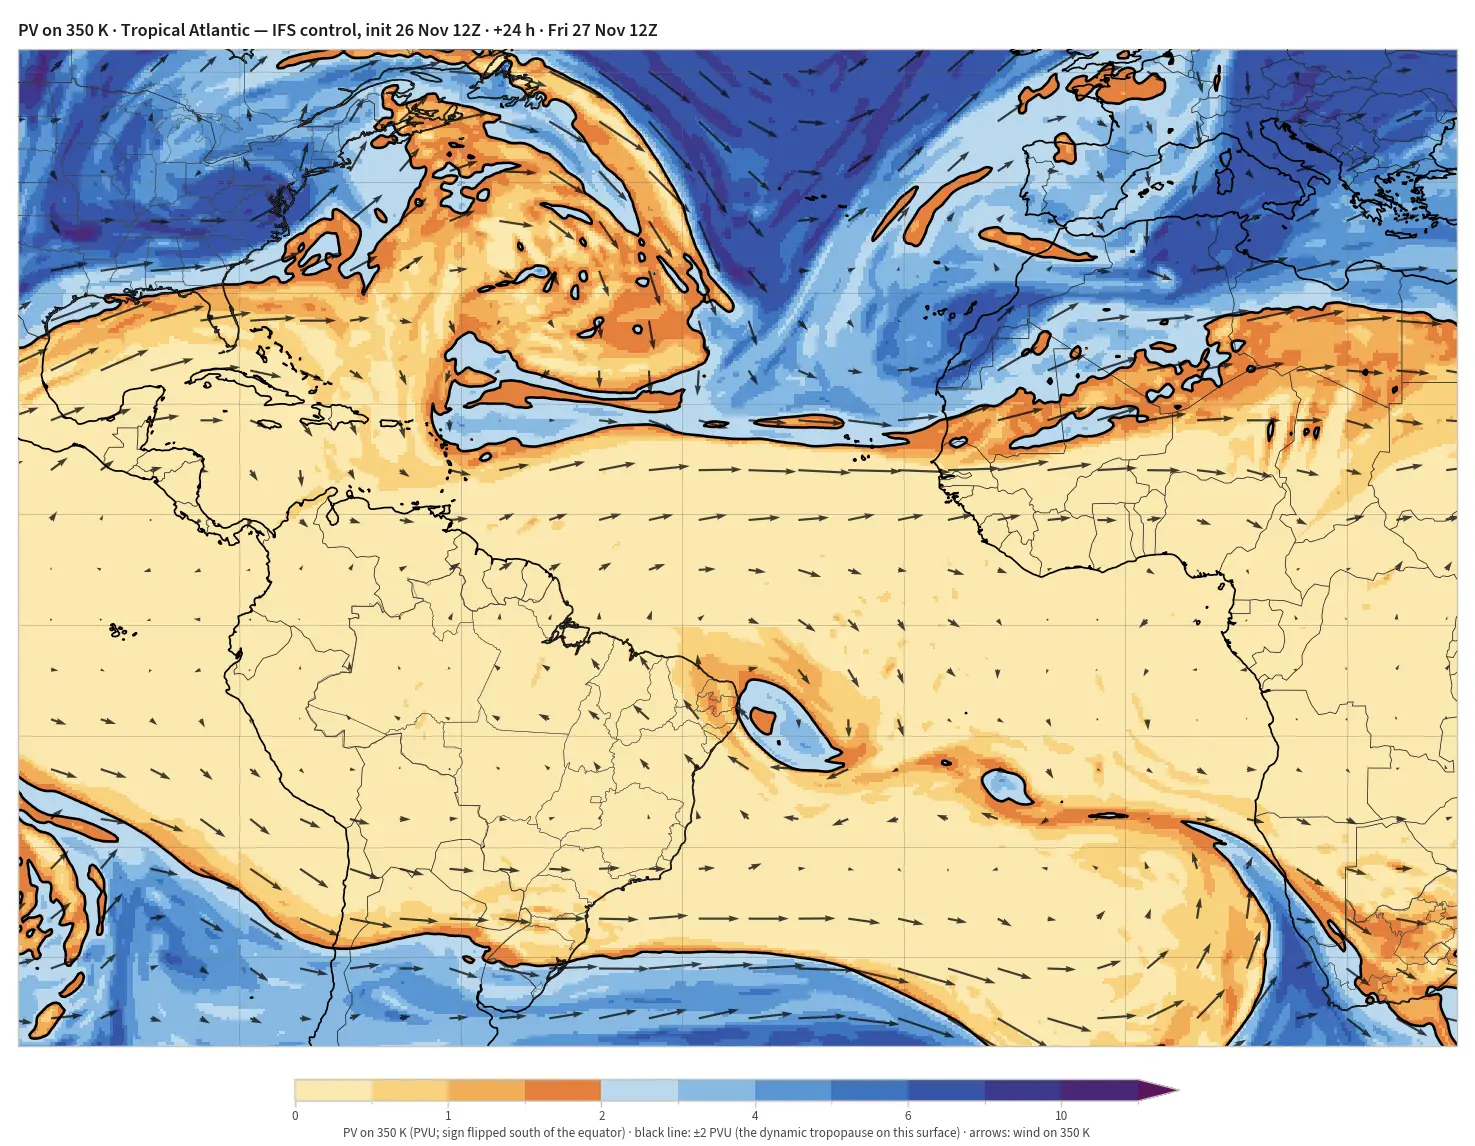 PV on 350 K · Tropical Atlantic — IFS control, init 26 Nov 12Z · +24 h · Fri 27 Nov 12Z
0 1 2 4 6 10
PV on 350 K (PVU; sign flipped south of the equator) · black line: ±2 PVU (the dynamic tropopause on this surface) · arrows: wind on 350 K